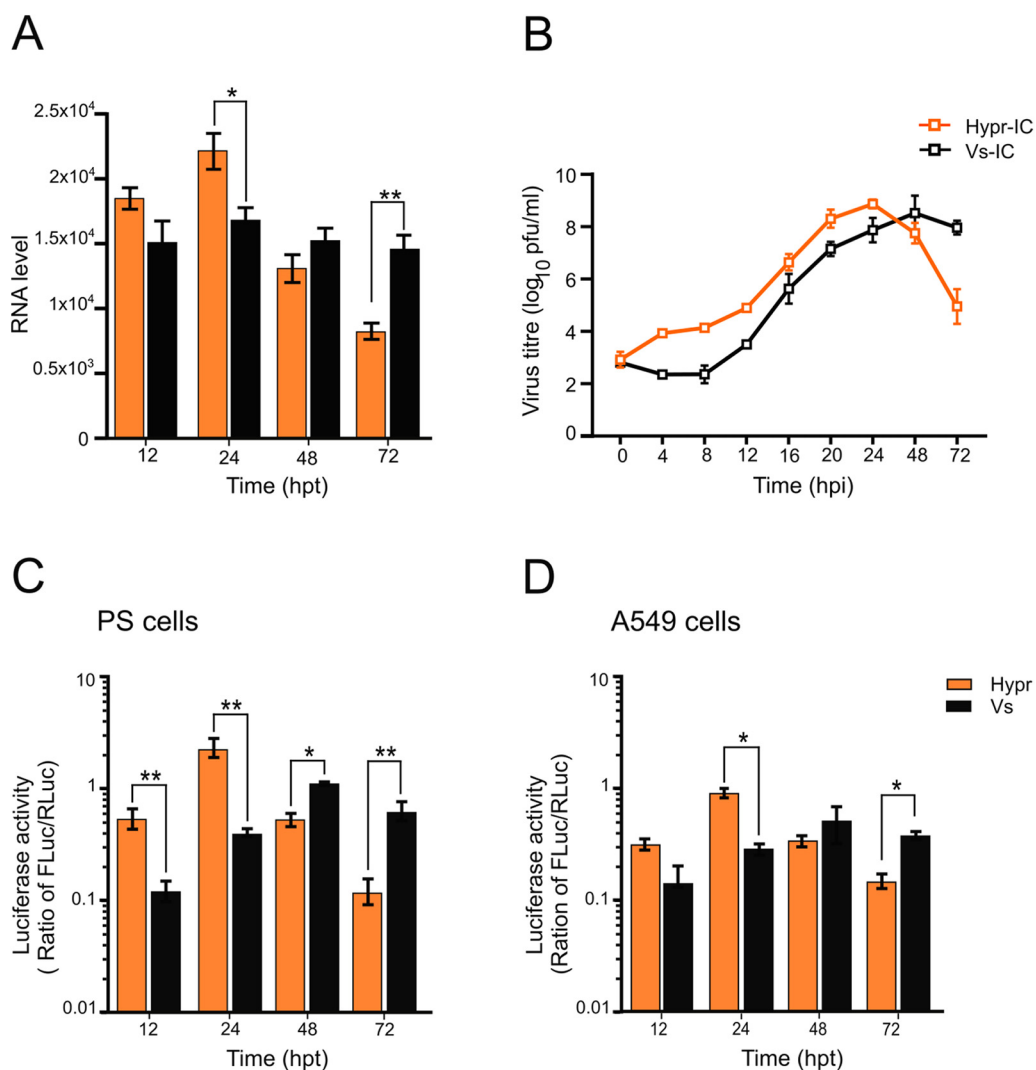 A
RNA level
2.5x10⁴
2x10⁴
1.5x10⁴
1x10⁴
0.5x10³
0
*
**
12 24 48 72
Time (hpt)
B
Hypr-IC
Vs-IC
Virus titre (log₁₀ pfu/ml)
10
8
6
4
2
0
0 4 8 12 16 20 24 48 72
Time (hpi)
C
PS cells
Luciferase activity
( Ratio of FLuc/RLuc)
10
1
0.1
0.01
**
**
*
**
12 24 48 72
Time (hpt)
D
A549 cells
Hypr
Vs
Luciferase activity
(Ration of FLuc/RLuc)
10
1
0.1
0.01
*
*
12 24 48 72
Time (hpt)